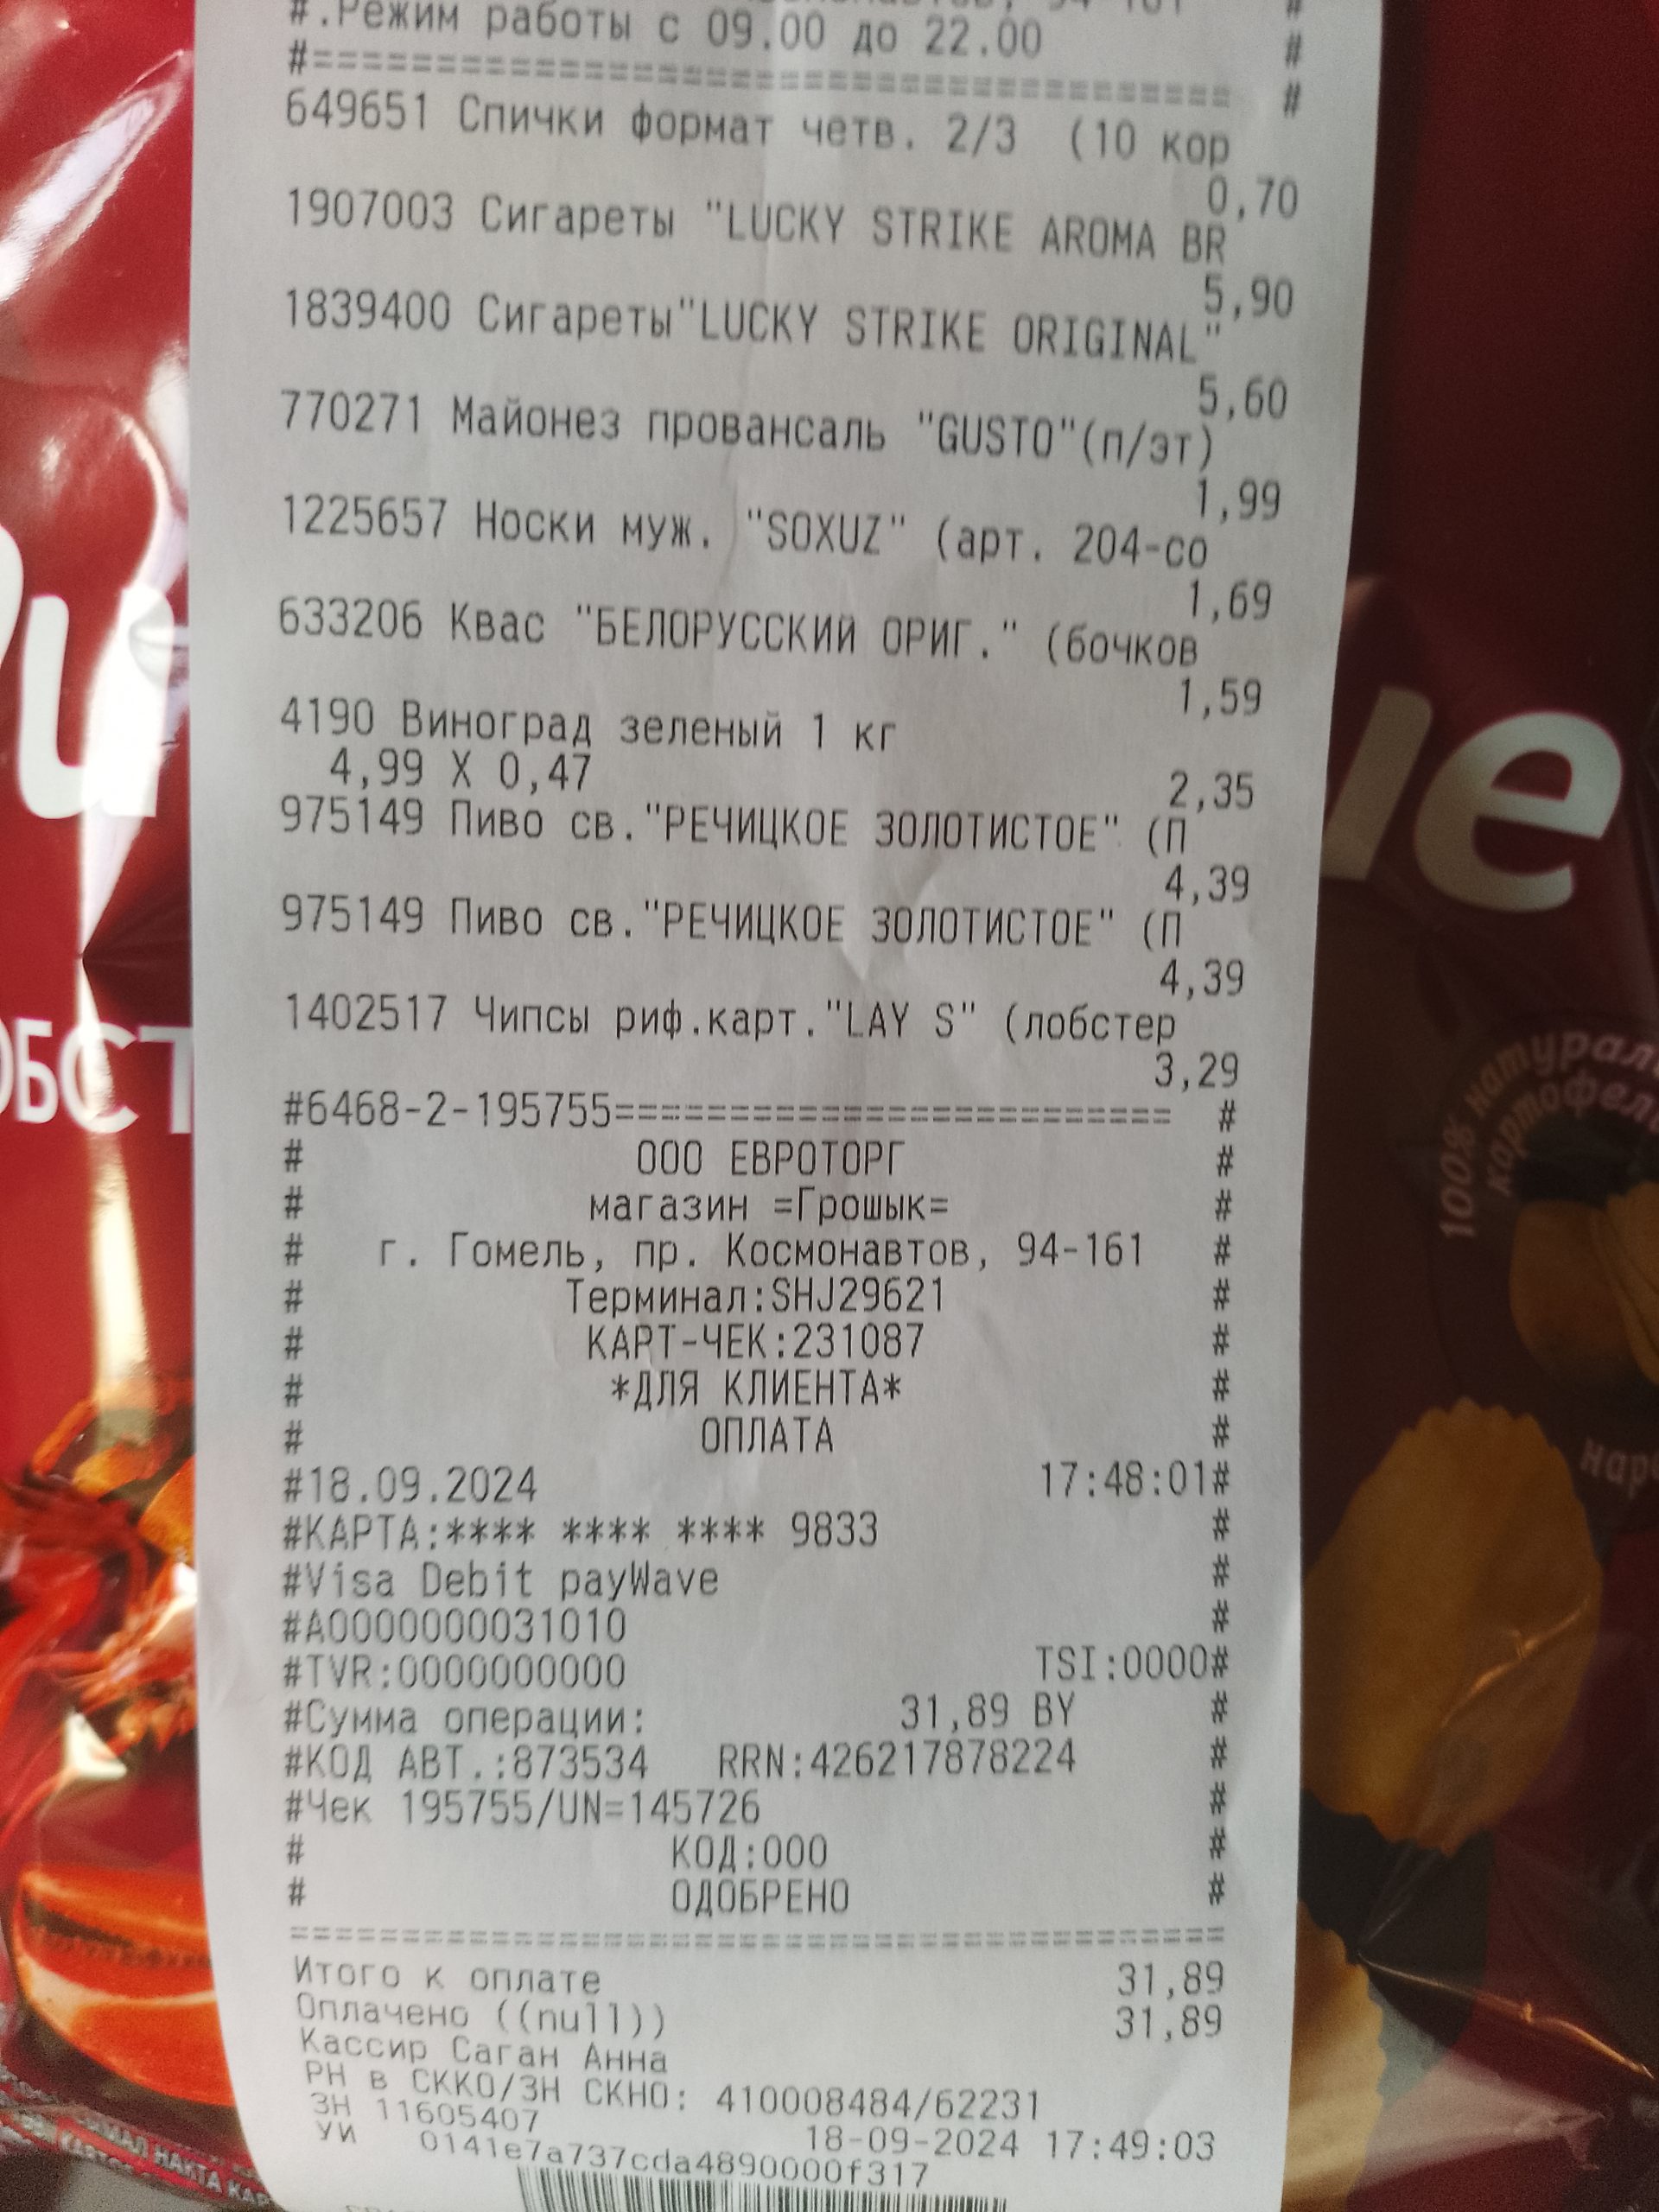 #.Режим работы с 09.00 до 22.00 #
#====================================== #
649651 Спички формат четв. 2/3 (10 кор
0,70
1907003 Сигареты "LUCKY STRIKE AROMA BR
5,90
1839400 Сигареты"LUCKY STRIKE ORIGINAL"
5,60
770271 Майонез провансаль "GUSTO"(п/эт)
1,99
1225657 Носки муж. "SOXUZ" (арт. 204-со
1,69
633206 Квас "БЕЛОРУССКИЙ ОРИГ." (бочков
1,59
4190 Виноград зеленый 1 кг
4,99 X 0,47 2,35
975149 Пиво св."РЕЧИЦКОЕ ЗОЛОТИСТОЕ" (П
4,39
975149 Пиво св."РЕЧИЦКОЕ ЗОЛОТИСТОЕ" (П
4,39
1402517 Чипсы риф.карт."LAY S" (лобстер
3,29
#6468-2-195755======================== #
# ООО ЕВРОТОРГ #
# магазин =Грошык= #
# г. Гомель, пр. Космонавтов, 94-161 #
# Терминал:SHJ29621 #
# КАРТ-ЧЕК:231087 #
# *ДЛЯ КЛИЕНТА* #
# ОПЛАТА #
#18.09.2024 17:48:01#
#КАРТА:**** **** **** 9833 #
#Visa Debit payWave #
#A0000000031010 #
#TVR:0000000000 TSI:0000#
#Сумма операции: 31,89 BY #
#КОД АВТ.:873534 RRN:426217878224 #
#Чек 195755/UN=145726 #
# КОД:000 #
# ОДОБРЕНО #
========================================
Итого к оплате 31,89
Оплачено ((null)) 31,89
Кассир Саган Анна
РН в СККО/ЗН СКНО: 410008484/62231
ЗН 11605407 18-09-2024 17:49:03
УИ 0141e7a737cda4890000f317
100% натурал
картофел
нар